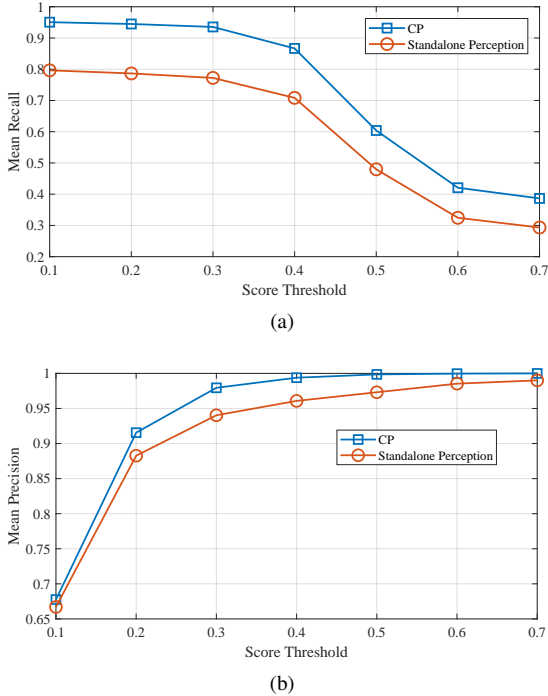 1
0.9
0.8
0.7
0.6
0.5
0.4
0.3
0.2
Mean Recall
CP
Standalone Perception
0.1 0.2 0.3 0.4 0.5 0.6 0.7
Score Threshold
(a)
1
0.95
0.9
0.85
0.8
0.75
0.7
0.65
Mean Precision
CP
Standalone Perception
0.1 0.2 0.3 0.4 0.5 0.6 0.7
Score Threshold
(b)